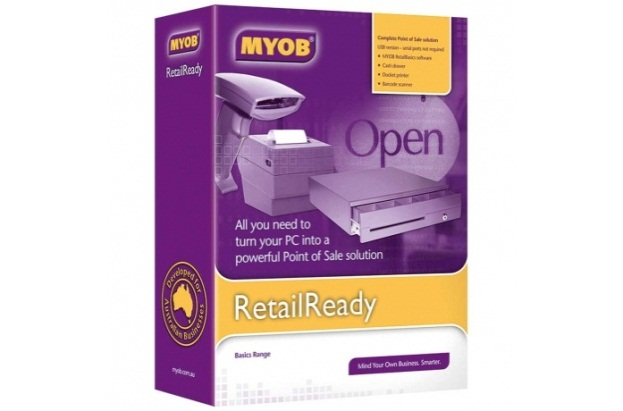 MYOB
RetailReady
Developed for
Australian Businesses
myob.com.au
MYOB
Complete Point of Sale solution
USB version – serial ports not required
• MYOB RetailBasics software
• Cash drawer
• Docket printer
• Barcode scanner
Open
All you need to
turn your PC into a
powerful Point of Sale solution
RetailReady
Basics Range
Mind Your Own Business. Smarter.